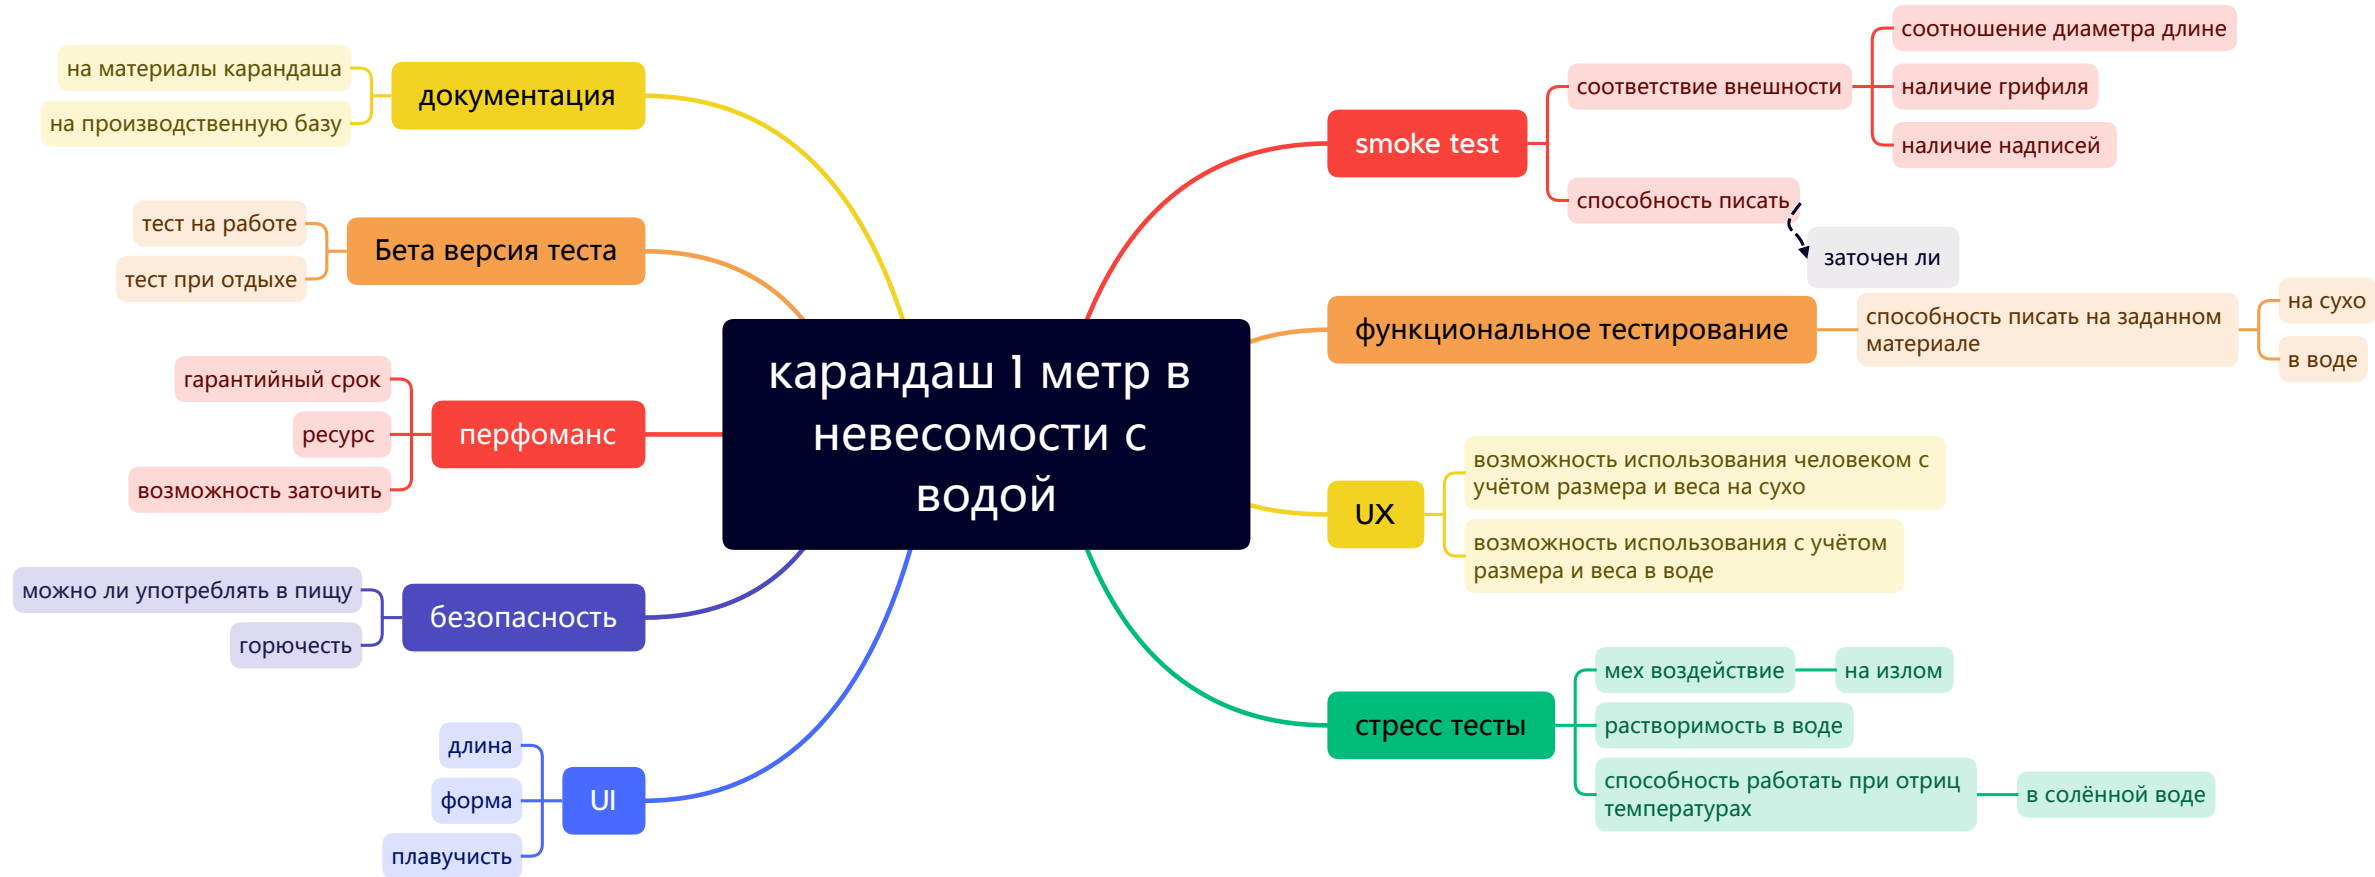 документация
на материалы карандаша
на производственную базу
Бета версия теста
тест на работе
тест при отдыхе
перфоманс
гарантийный срок
ресурс
возможность заточить
безопасность
можно ли употреблять в пищу
горючесть
UI
длина
форма
плавучисть
карандаш 1 метр в
невесомости с
водой
smoke test
соответствие внешности
соотношение диаметра длине
наличие грифиля
наличие надписей
способность писать
заточен ли
функциональное тестирование
способность писать на заданном
материале
на сухо
в воде
UX
возможность использования человеком с
учётом размера и веса на сухо
возможность использования с учётом
размера и веса в воде
стресс тесты
мех воздействие
на излом
растворимость в воде
способность работать при отриц
температурах
в солённой воде